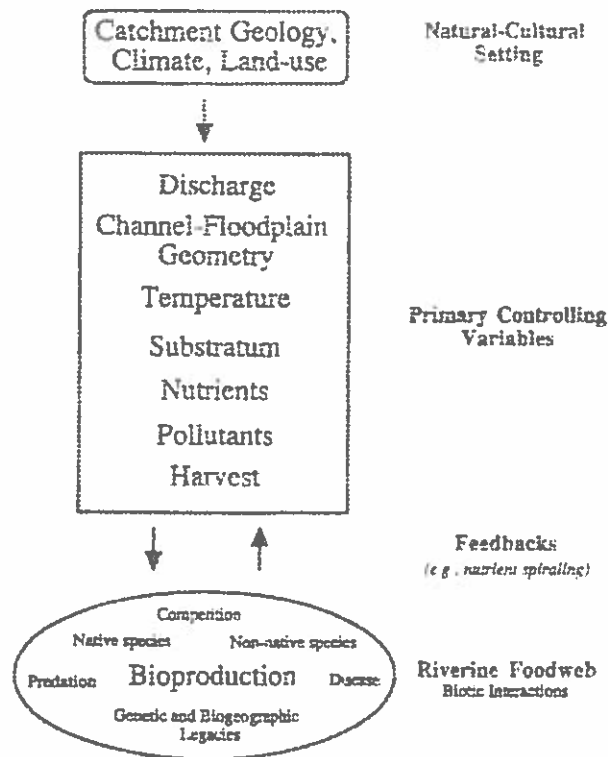 Catchment Geology,
Climate, Land-use
Natural-Cultural
Setting
Discharge
Channel-Floodplain
Geometry
Temperature
Substratum
Nutrients
Pollutants
Harvest
Primary Controlling
Variables
Feedbacks
(e.g., nutrient spiralling)
Competition
Native species Non-native species
Predation Bioproduction Disease
Genetic and Biogeographic
Legacies
Riverine Foodweb
Biotic Interactions